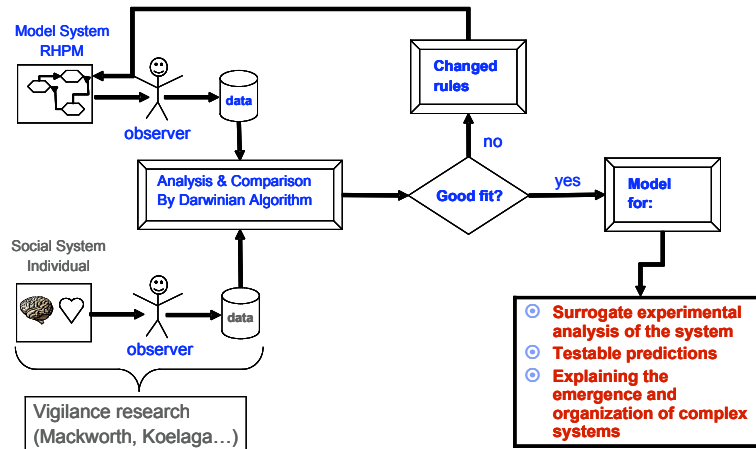 Model System
RHPM
observer
data
Changed
rules
no
Analysis & Comparison
By Darwinian Algorithm
Good fit?
yes
Model
for:
Social System
Individual
observer
data
Surrogate experimental
analysis of the system
Testable predictions
Explaining the
emergence and
organization of complex
systems
Vigilance research
(Mackworth, Koelaga…)